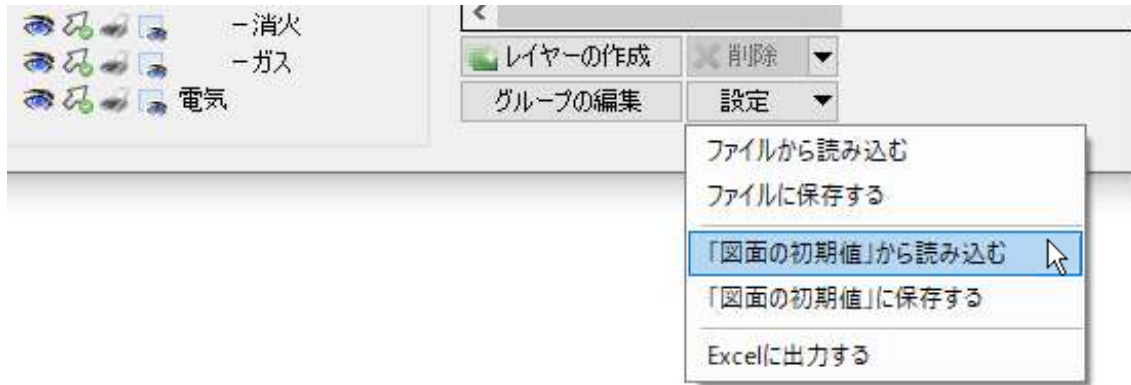 －消火
－ガス
電気
レイヤーの作成
削除
グループの編集
設定
ファイルから読み込む
ファイルに保存する
「図面の初期値」から読み込む
「図面の初期値」に保存する
Excelに出力する